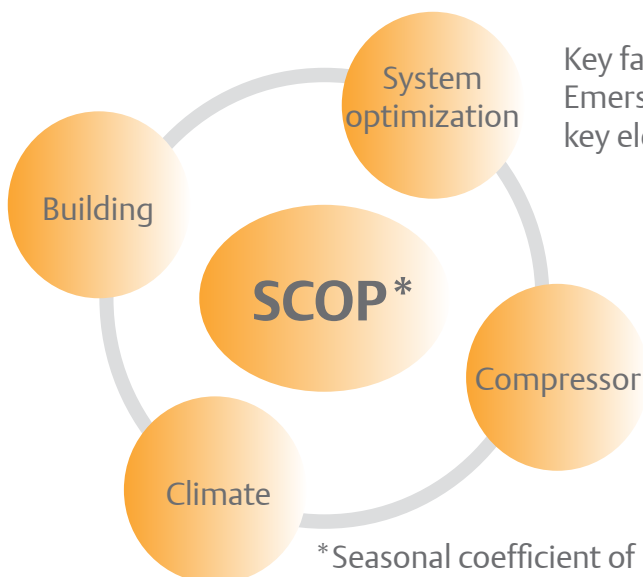 System
optimization
Key fa
Emers
key ele
Building
SCOP*
Compressor
Climate
*Seasonal coefficient of